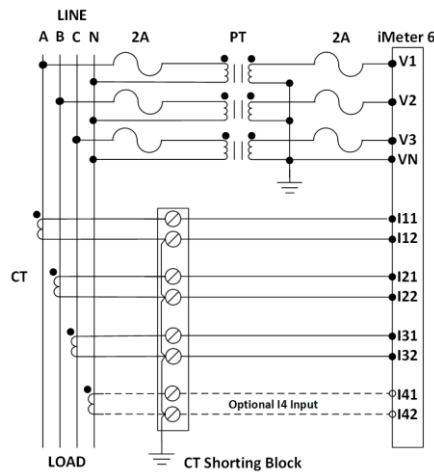 LINE
A B C N 2A PT 2A iMeter 6
V1
V2
V3
VN
I11
I12
CT
I21
I22
I31
I32
I41
Optional I4 Input
I42
LOAD CT Shorting Block